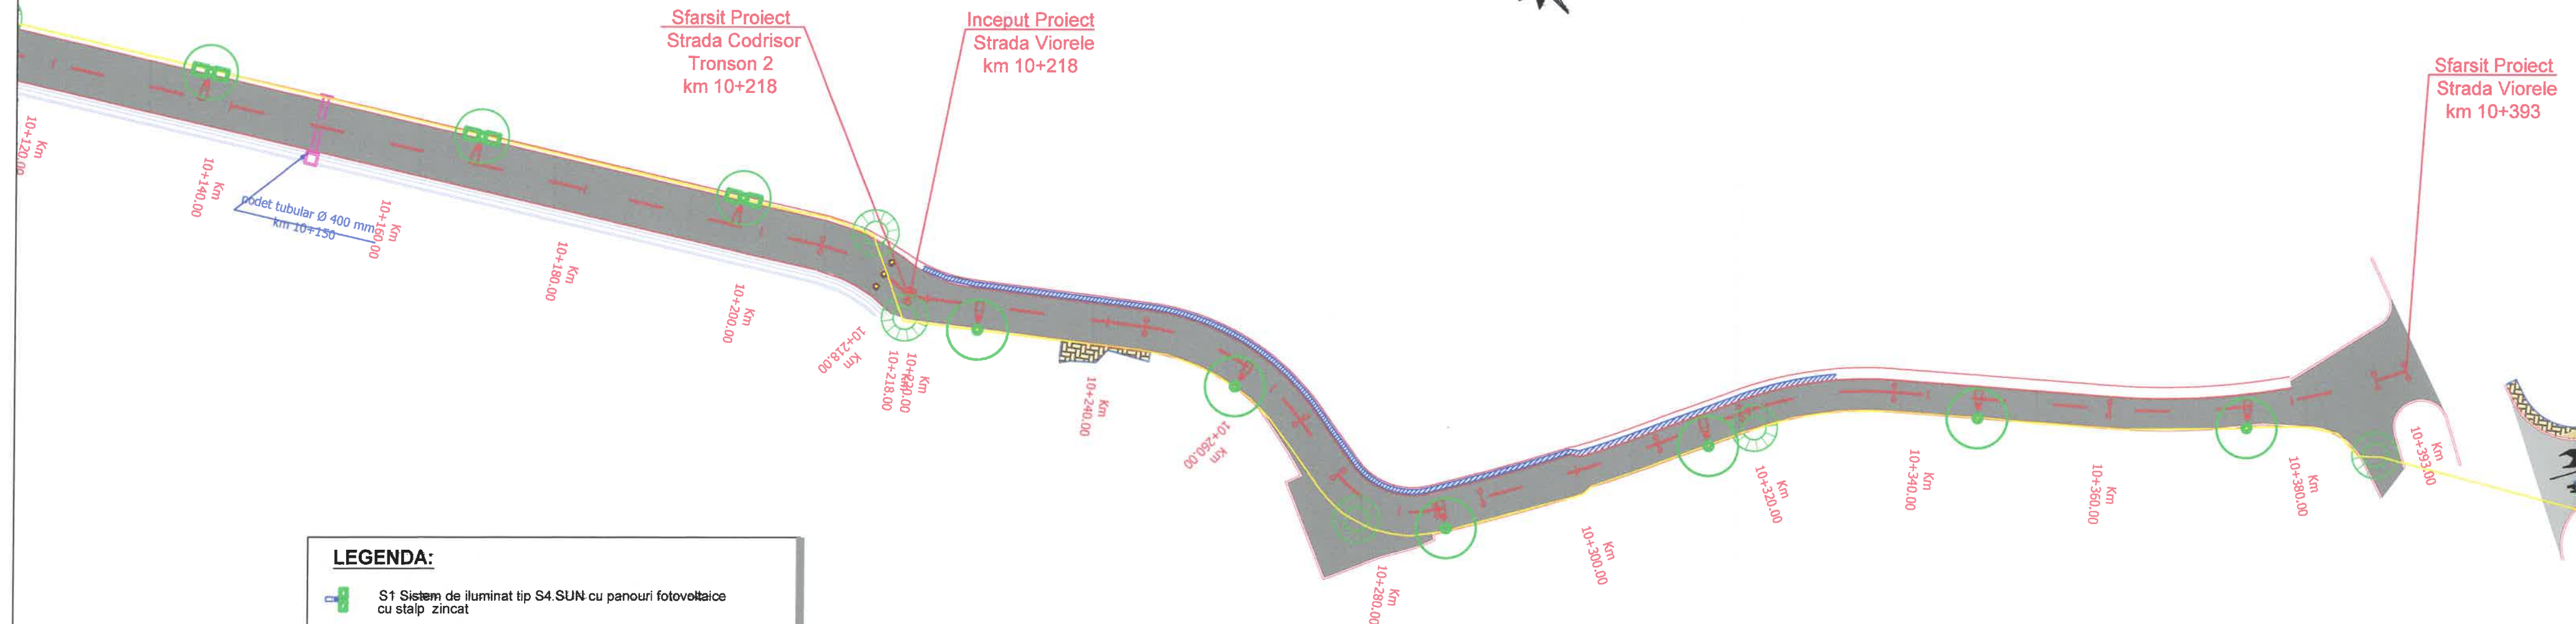 Sfarsit Proiect
Strada Codrisor
Tronson 2
km 10+218
Inceput Proiect
Strada Viorele
km 10+218
Sfarsit Proiect
Strada Viorele
km 10+393
Km
10+120.00
Km
10+140.00
podet tubular Ø 400 mm
km 10+150
Km
10+160.00
Km
10+180.00
Km
10+200.00
Km
10+218.00
Km
10+218.00
Km
10+220.00
Km
10+240.00
Km
10+260.00
Km
10+280.00
Km
10+300.00
Km
10+320.00
Km
10+340.00
Km
10+360.00
Km
10+380.00
Km
10+393.00
LEGENDA:
S1 Sistem de iluminat tip S4.SUN cu panouri fotovoltaice
cu stalp zincat